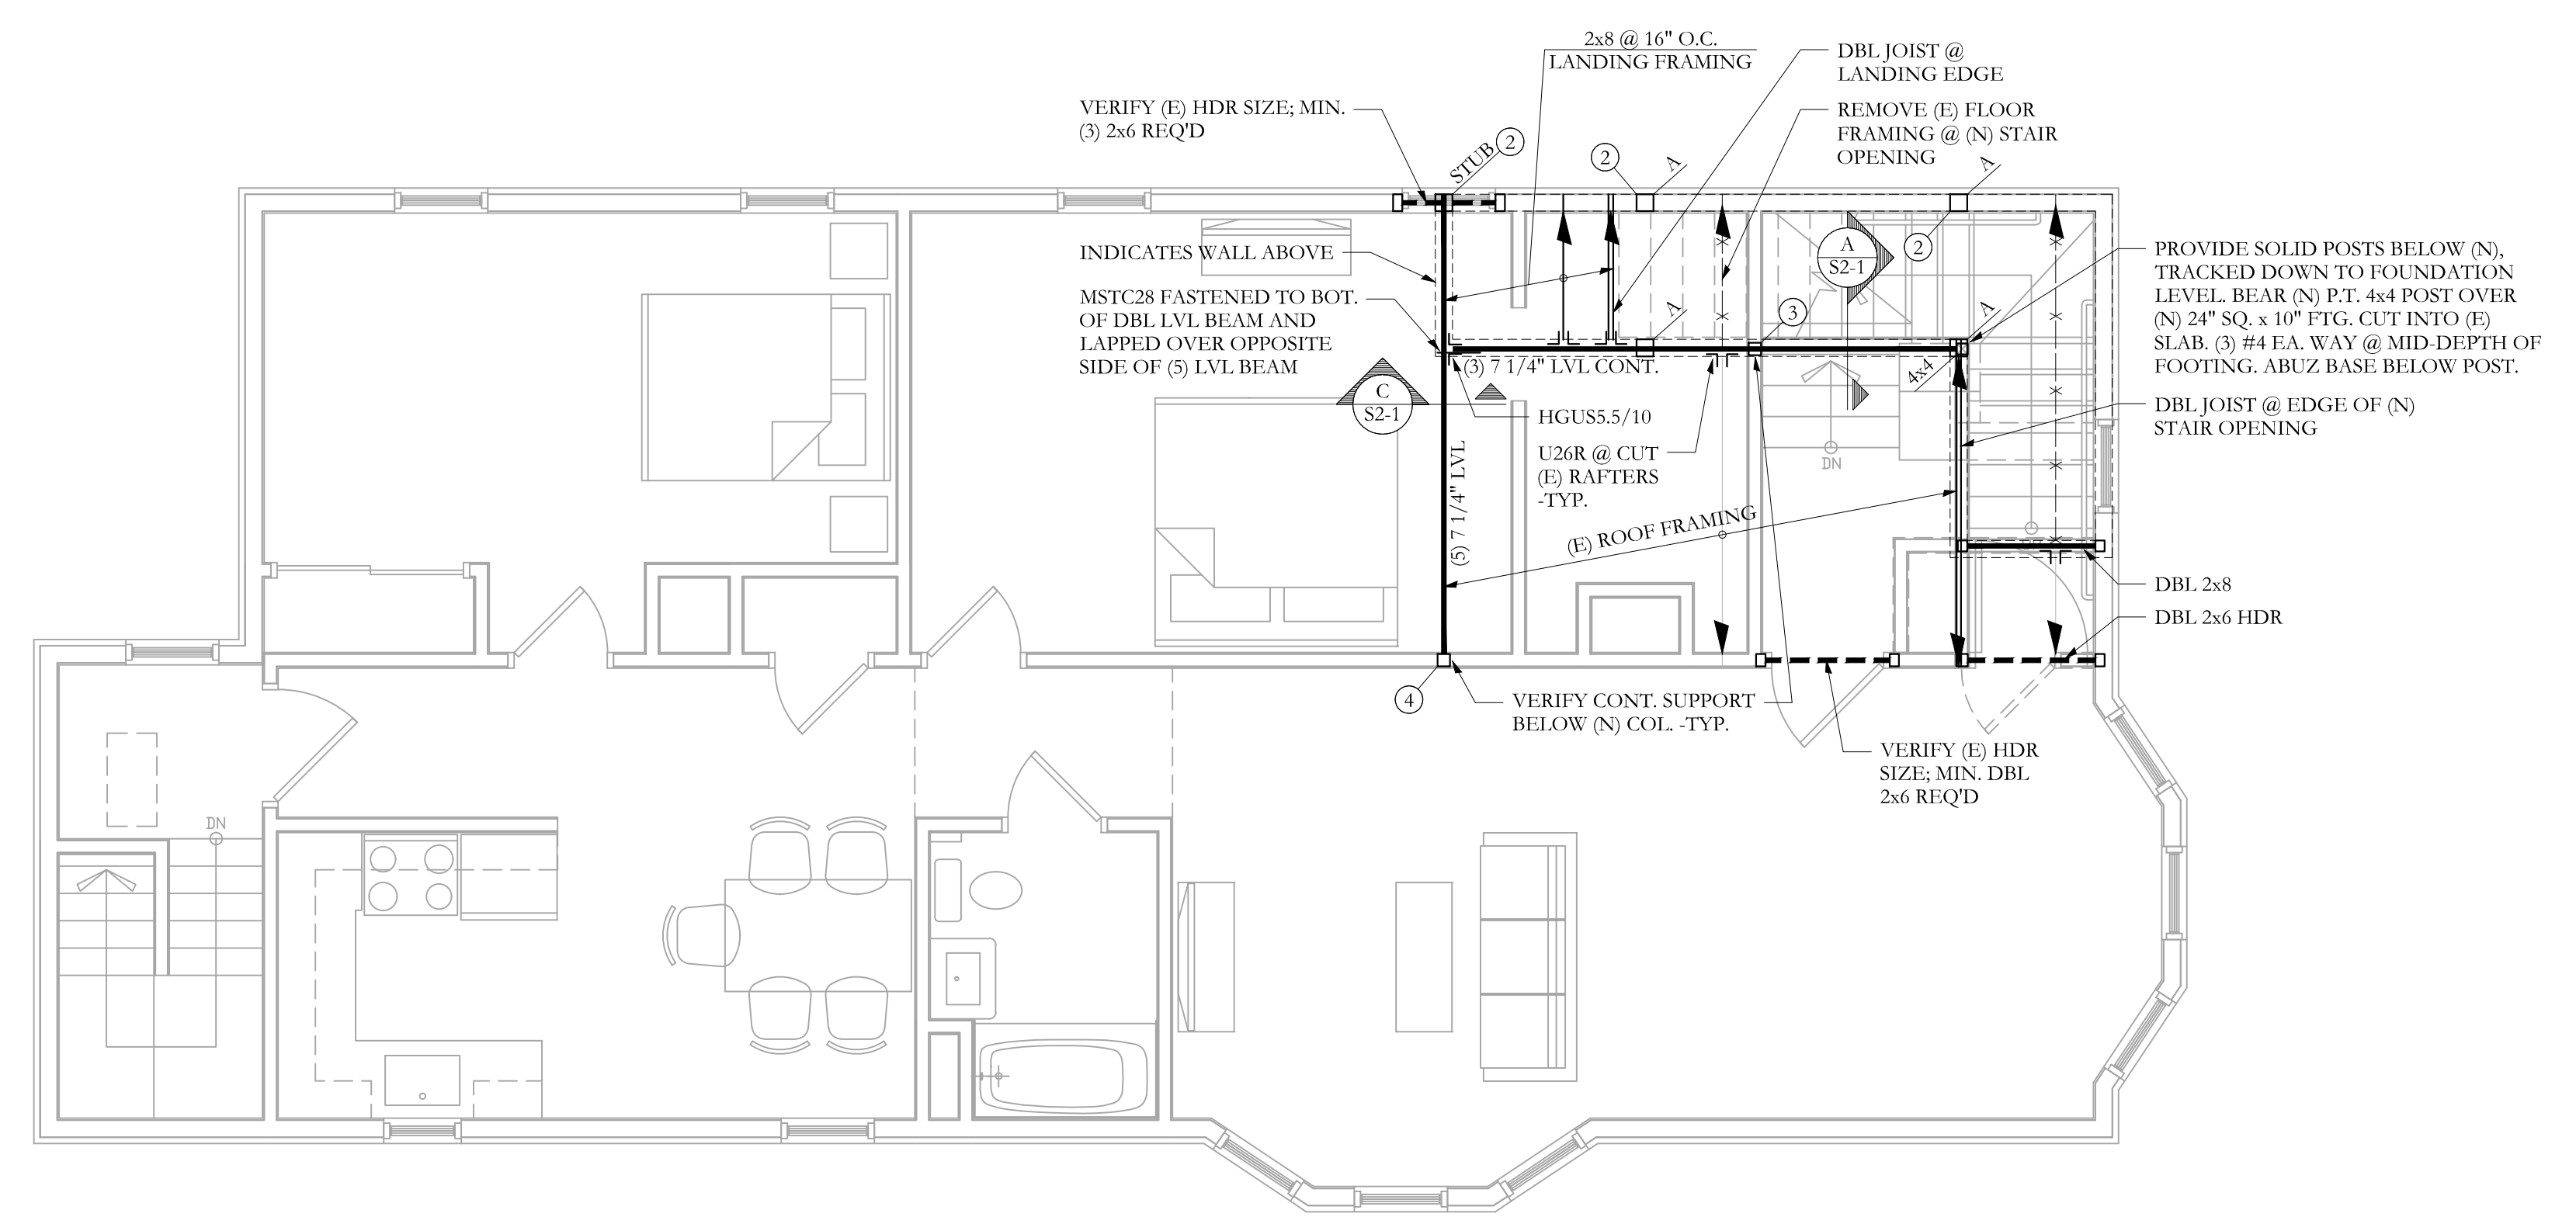 2x8 @ 16" O.C.
LANDING FRAMING
DBL JOIST @
LANDING EDGE
VERIFY (E) HDR SIZE; MIN.
(3) 2x6 REQ'D
REMOVE (E) FLOOR
FRAMING @ (N) STAIR
OPENING
STUB
2
2
A
A
INDICATES WALL ABOVE
A
S2-1
2
PROVIDE SOLID POSTS BELOW (N),
TRACKED DOWN TO FOUNDATION
LEVEL. BEAR (N) P.T. 4x4 POST OVER
(N) 24" SQ. x 10" FTG. CUT INTO (E)
SLAB. (3) #4 EA. WAY @ MID-DEPTH OF
FOOTING. ABUZ BASE BELOW POST.
MSTC28 FASTENED TO BOT.
OF DBL LVL BEAM AND
LAPPED OVER OPPOSITE
SIDE OF (5) LVL BEAM
A
3
A
(3) 7 1/4" LVL CONT.
4x4
C
S2-1
HGUS5.5/10
DBL JOIST @ EDGE OF (N)
STAIR OPENING
U26R @ CUT
(E) RAFTERS
-TYP.
DN
(5) 7 1/4" LVL
(E) ROOF FRAMING
DBL 2x8
DBL 2x6 HDR
4
VERIFY CONT. SUPPORT
BELOW (N) COL. -TYP.
VERIFY (E) HDR
SIZE; MIN. DBL
2x6 REQ'D
DN